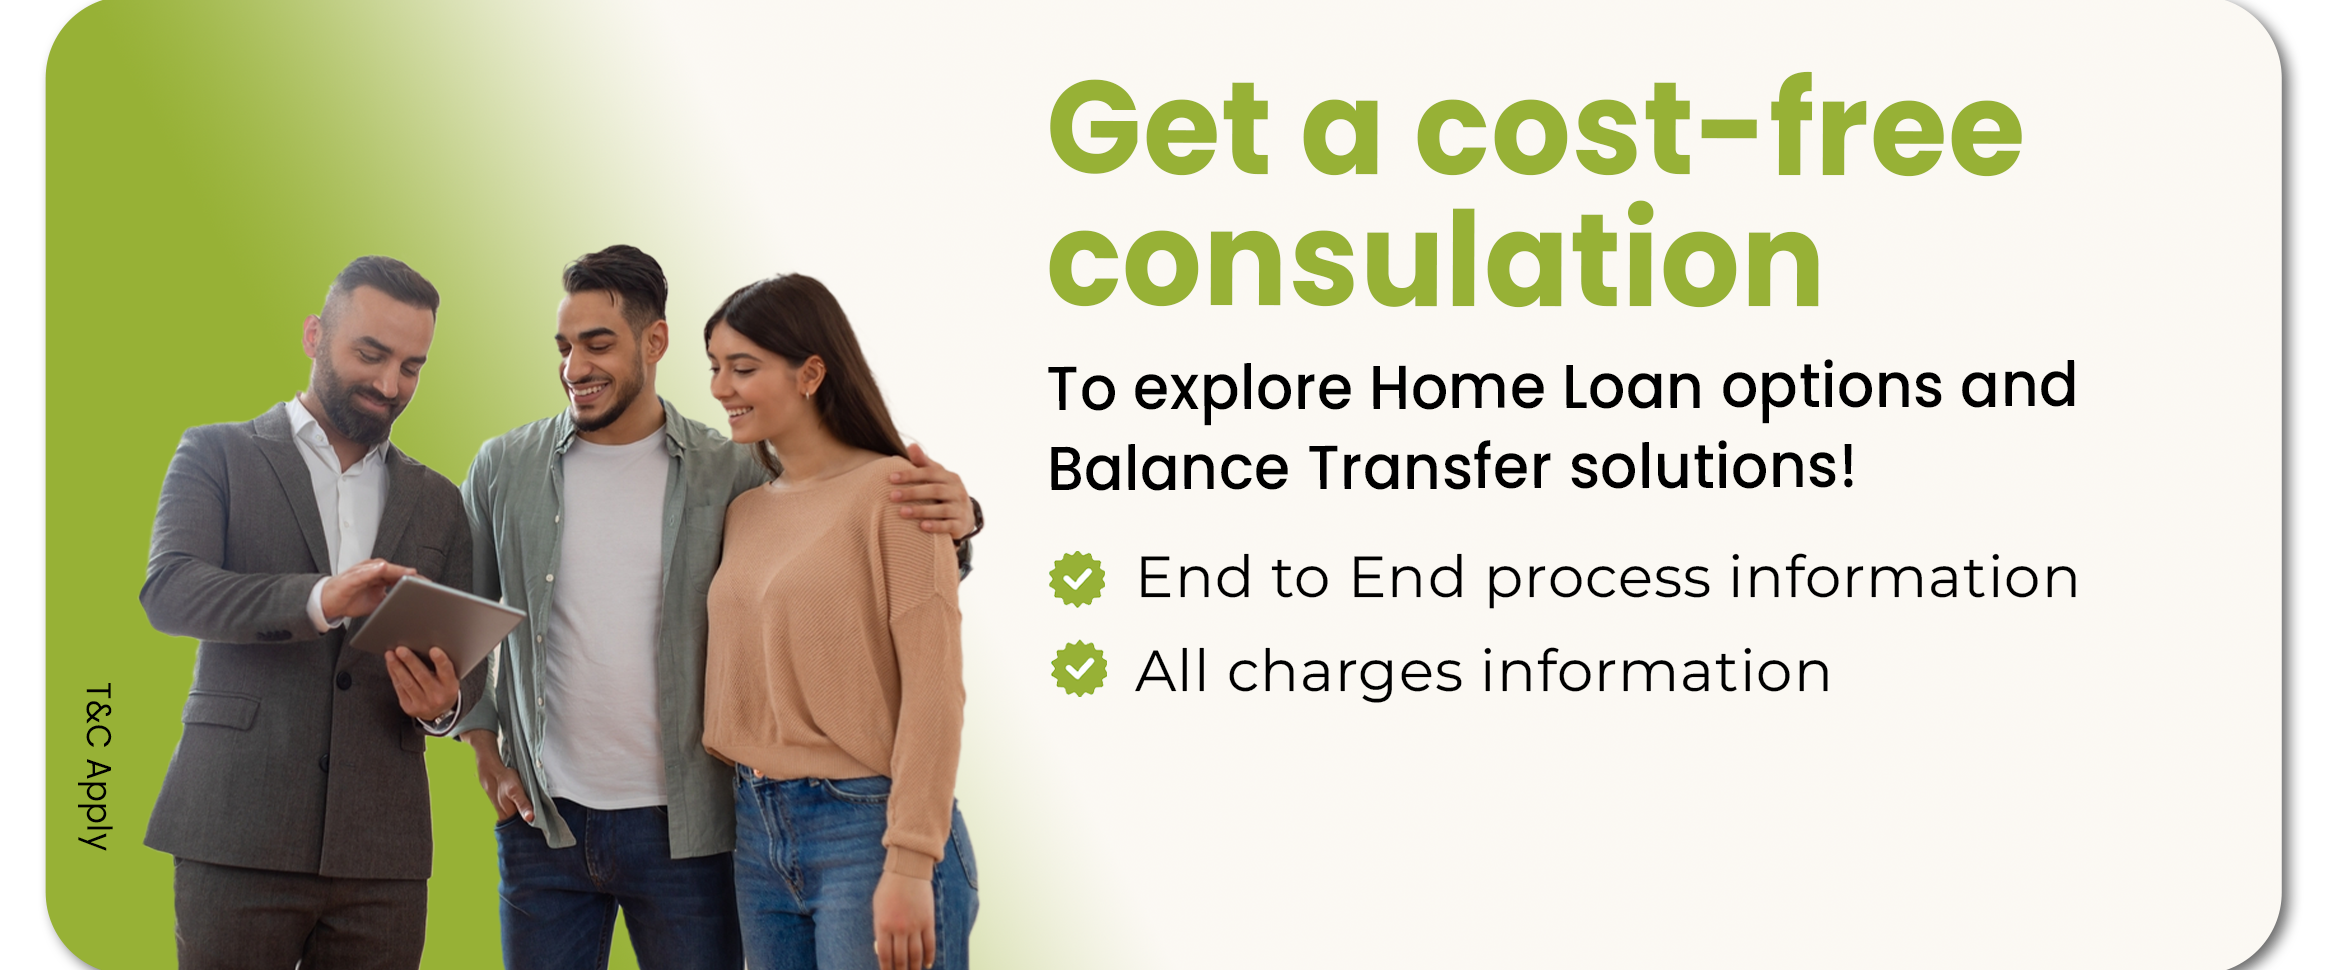 Get a cost-free
consulation
To explore Home Loan options and
Balance Transfer solutions!
End to End process information
All charges information
T&C Apply